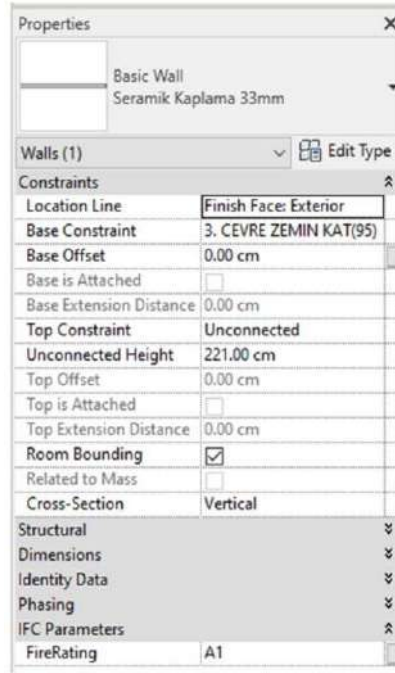 Properties
Basic Wall
Seramik Kaplama 33mm
Walls (1) Edit Type
Constraints
Location Line Finish Face: Exterior
Base Constraint 3. CEVRE ZEMIN KAT(95)
Base Offset 0.00 cm
Base is Attached
Base Extension Distance 0.00 cm
Top Constraint Unconnected
Unconnected Height 221.00 cm
Top Offset 0.00 cm
Top is Attached
Top Extension Distance 0.00 cm
Room Bounding
Related to Mass
Cross-Section Vertical
Structural
Dimensions
Identity Data
Phasing
IFC Parameters
FireRating A1